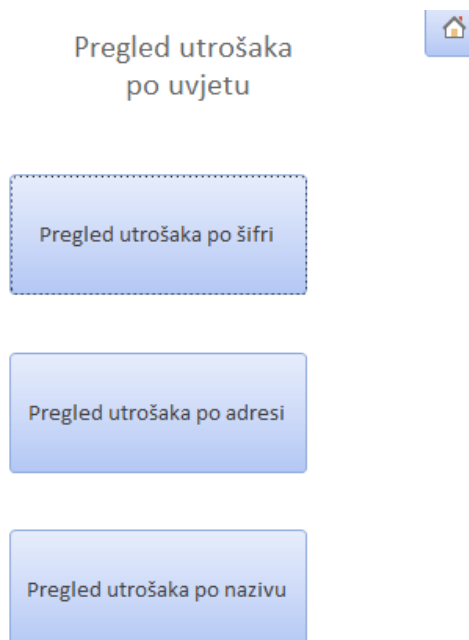 Pregled utrošaka
po uvjetu
Pregled utrošaka po šifri
Pregled utrošaka po adresi
Pregled utrošaka po nazivu